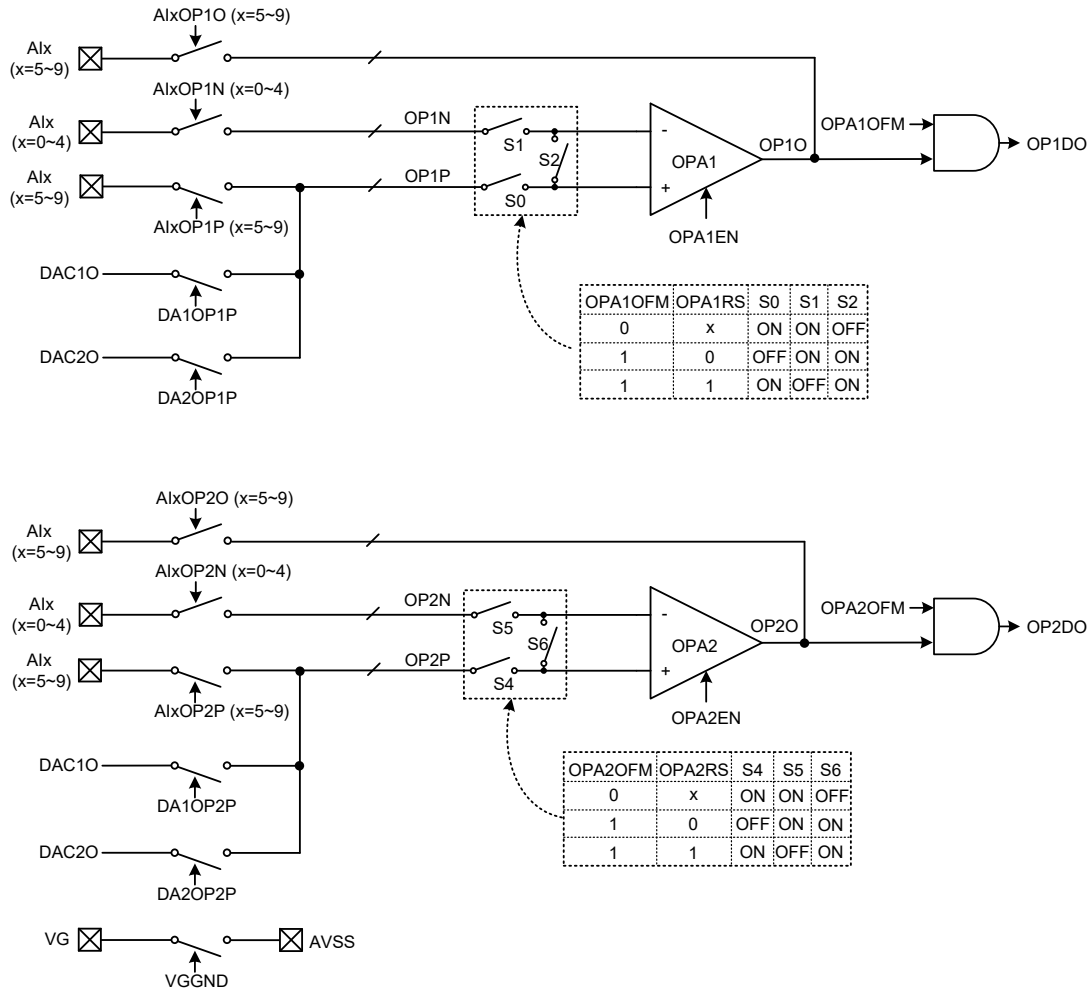 AIxOP1O (x=5~9)
AIx
(x=5~9)
AIxOP1N (x=0~4)
AIx
(x=0~4)
OP1N
S1
S2
-
OPA1
OP1O
OPA1OFM
OP1DO
AIx
(x=5~9)
OP1P
S0
+
AIxOP1P (x=5~9)
OPA1EN
DAC1O
DA1OP1P
OPA1OFM OPA1RS S0 S1 S2
0 x ON ON OFF
1 0 OFF ON ON
1 1 ON OFF ON
DAC2O
DA2OP1P
AIxOP2O (x=5~9)
AIx
(x=5~9)
AIxOP2N (x=0~4)
AIx
(x=0~4)
OP2N
S5
S6
-
OPA2
OP2O
OPA2OFM
OP2DO
AIx
(x=5~9)
OP2P
S4
+
AIxOP2P (x=5~9)
OPA2EN
DAC1O
DA1OP2P
OPA2OFM OPA2RS S4 S5 S6
0 x ON ON OFF
1 0 OFF ON ON
1 1 ON OFF ON
DAC2O
DA2OP2P
VG
AVSS
VGGND